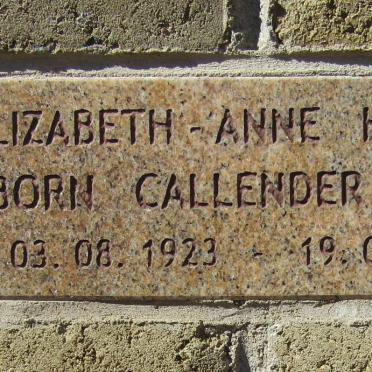 LIZABETH - ANNE
BORN CALLENDER
03. 08. 1923 - 19.